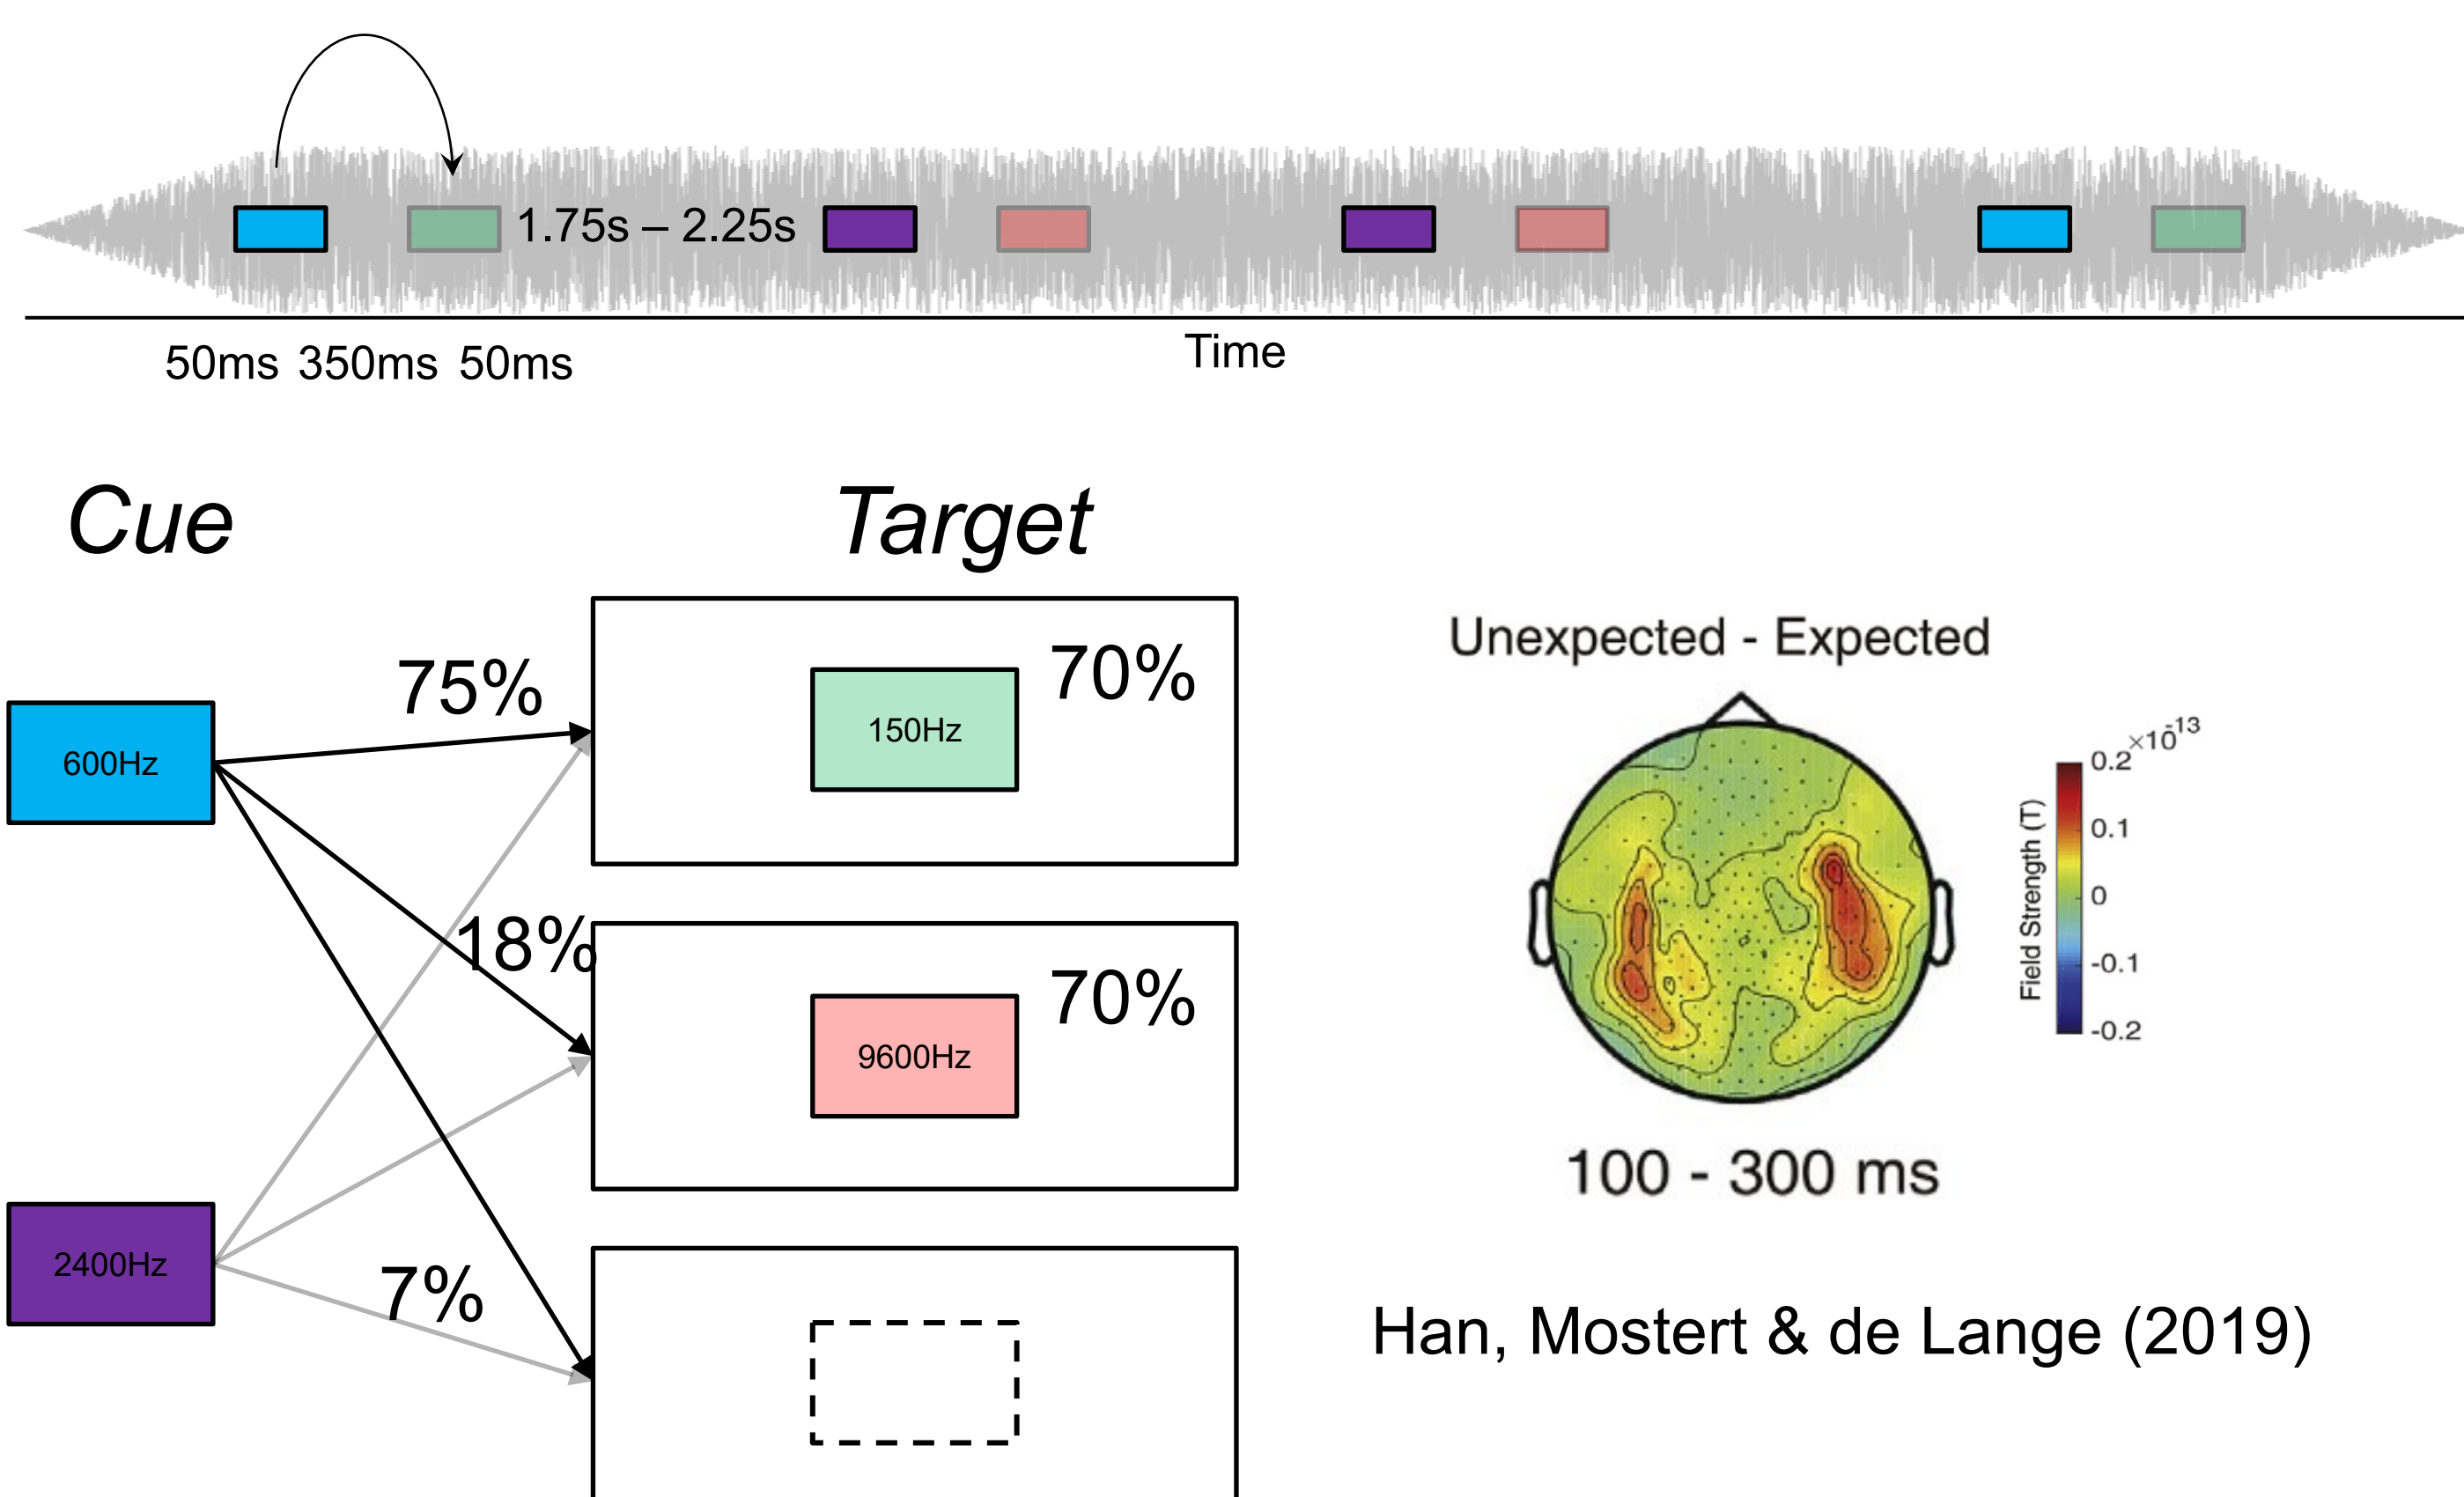 1.75s – 2.25s
50ms 350ms 50ms
Time
Cue
Target
75%
70%
600Hz
150Hz
18%
70%
9600Hz
2400Hz
7%
Unexpected - Expected
×10-13
0.2
0.1
0
-0.1
-0.2
Field Strength (T)
100 - 300 ms
Han, Mostert & de Lange (2019)